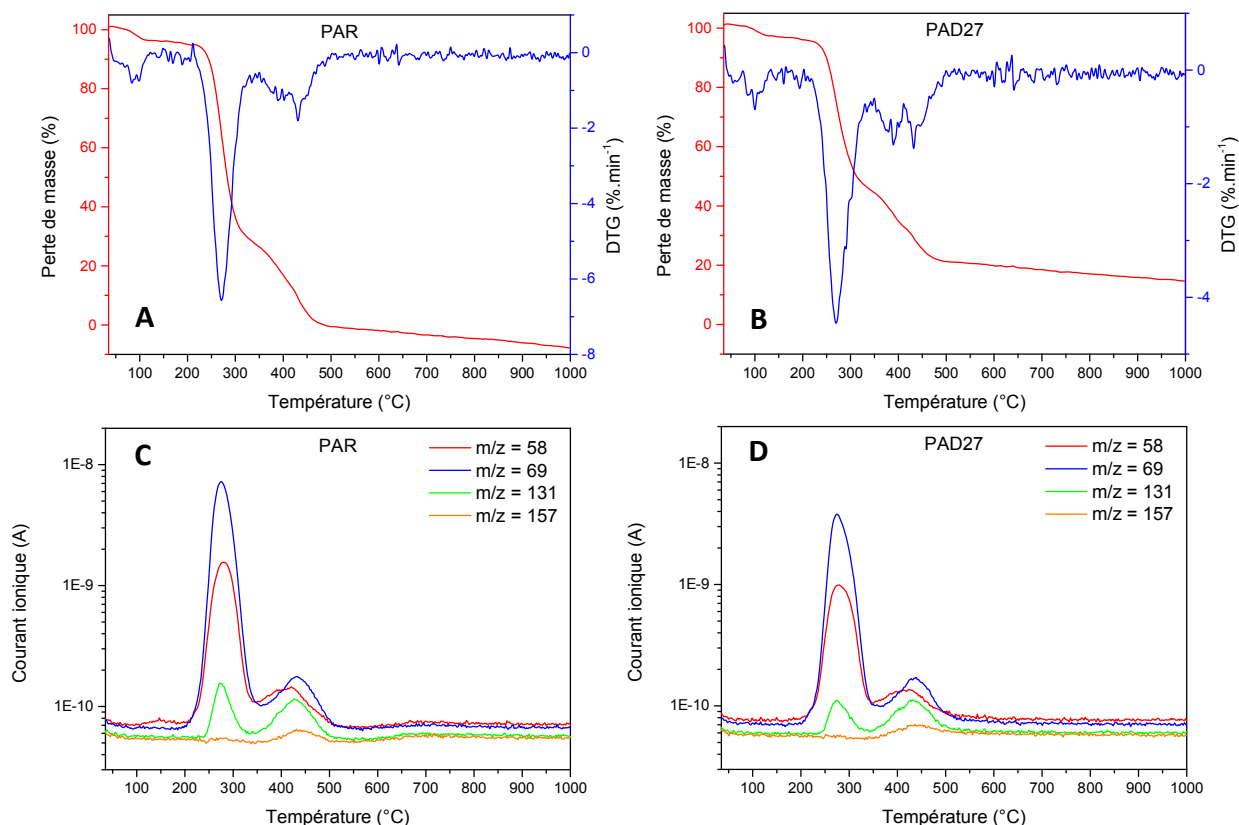 PAR
A
Perte de masse (%)
100
80
60
40
20
0
0
-2
-4
-6
-8
DTG (%.min-1)
100 200 300 400 500 600 700 800 900 1000
Température (°C)
PAD27
B
Perte de masse (%)
100
80
60
40
20
0
0
-2
-4
DTG (%.min-1)
100 200 300 400 500 600 700 800 900 1000
Température (°C)
C
PAR
m/z = 58
m/z = 69
m/z = 131
m/z = 157
Courant ionique (A)
1E-8
1E-9
1E-10
100 200 300 400 500 600 700 800 900 1000
Température (°C)
D
PAD27
m/z = 58
m/z = 69
m/z = 131
m/z = 157
Courant ionique (A)
1E-8
1E-9
1E-10
100 200 300 400 500 600 700 800 900 1000
Température (°C)